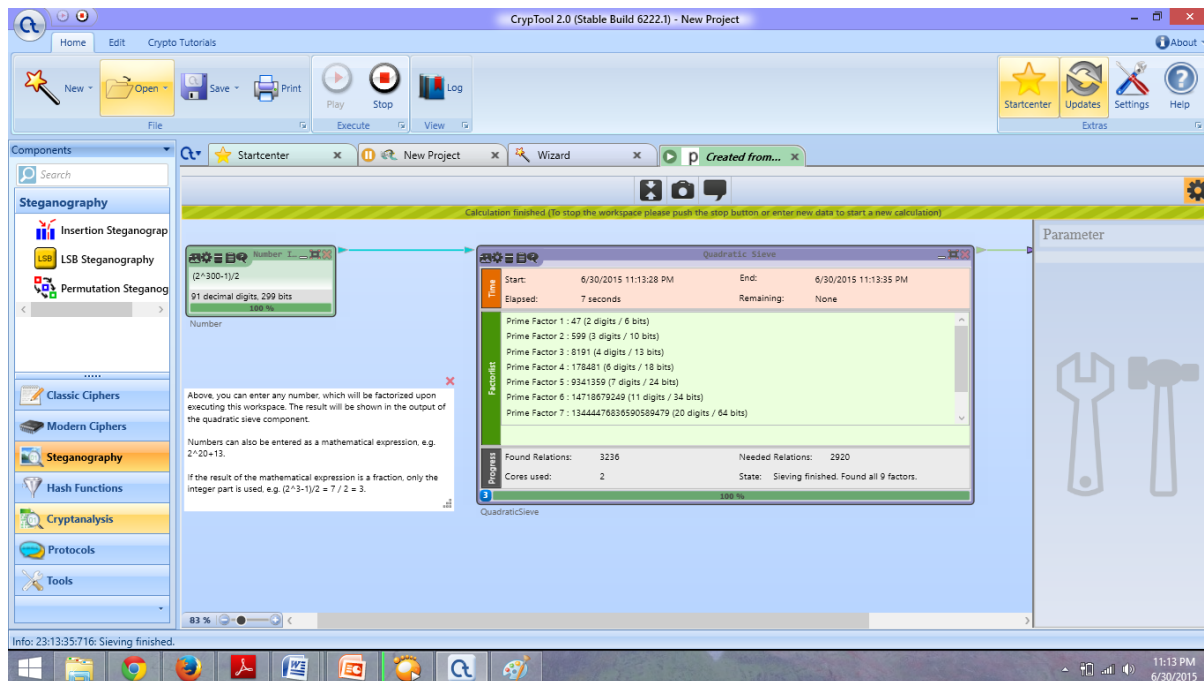 CrypTool 2.0 (Stable Build 6222.1) - New Project
Home Edit Crypto Tutorials About
New Open Save Print Play Stop Log Startcenter Updates Settings Help
File Execute View Extras
Components
Search
Steganography
Insertion Steganograp
LSB LSB Steganography
Permutation Steganog
Classic Ciphers
Modern Ciphers
Steganography
Hash Functions
Cryptanalysis
Protocols
Tools
Startcenter New Project Wizard p Created from...
Calculation finished (To stop the workspace please push the stop button or enter new data to start a new calculation)
Number I...
(2^300-1)/2
91 decimal digits, 299 bits
100 %
Number
Above, you can enter any number, which will be factorized upon
executing this workspace. The result will be shown in the output of
the quadratic sieve component.
Numbers can also be entered as a mathematical expression, e.g.
2^20+13.
If the result of the mathematical expression is a fraction, only the
integer part is used, e.g. (2^3-1)/2 = 7 / 2 = 3.
Quadratic Sieve
Time
Start: 6/30/2015 11:13:28 PM End: 6/30/2015 11:13:35 PM
Elapsed: 7 seconds Remaining: None
Factorlist
Prime Factor 1 : 47 (2 digits / 6 bits)
Prime Factor 2 : 599 (3 digits / 10 bits)
Prime Factor 3 : 8191 (4 digits / 13 bits)
Prime Factor 4 : 178481 (6 digits / 18 bits)
Prime Factor 5 : 9341359 (7 digits / 24 bits)
Prime Factor 6 : 14718679249 (11 digits / 34 bits)
Prime Factor 7 : 13444476836590589479 (20 digits / 64 bits)
Progress
Found Relations: 3236 Needed Relations: 2920
Cores used: 2 State: Sieving finished. Found all 9 factors.
3 100 %
QuadraticSieve
Parameter
83 %
Info: 23:13:35:716: Sieving finished.
11:13 PM
6/30/2015